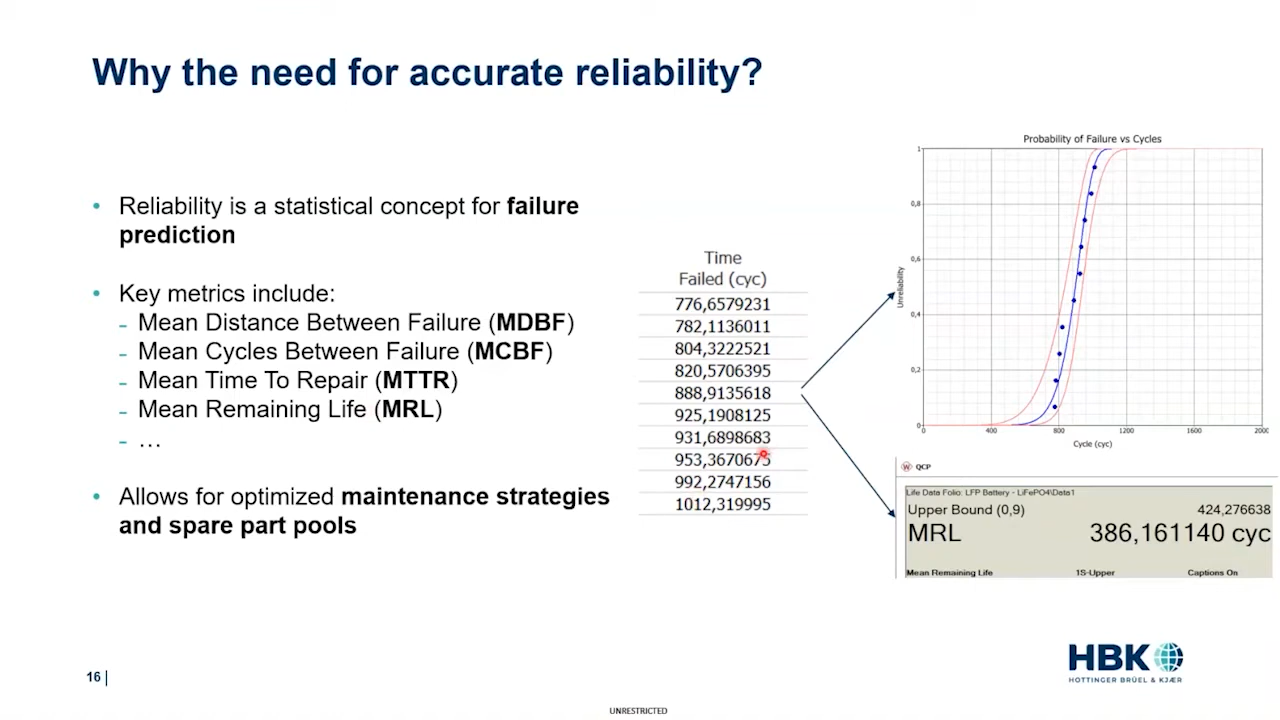 Why the need for accurate reliability?
• Reliability is a statistical concept for failure
prediction
• Key metrics include:
- Mean Distance Between Failure (MDBF)
- Mean Cycles Between Failure (MCBF)
- Mean Time To Repair (MTTR)
- Mean Remaining Life (MRL)
- …
• Allows for optimized maintenance strategies
and spare part pools
Time
Failed (cyc)
776,6579231
782,1136011
804,3222521
820,5706395
888,9135618
925,1908125
931,6898683
953,3670675
992,2747156
1012,319995
Probability of Failure vs Cycles
1
0,8
0,6
0,4
0,2
0
Unreliability
0 400 800 1200 1600 2000
Cycle (cyc)
QCP
Life Data Folio: LFP Battery - LiFePO4\Data1
Upper Bound (0,9) 424,276638
MRL 386,161140 cyc
Mean Remaining Life 1S-Upper Captions On
HBK
HOTTINGER BRÜEL & KJÆR
16 |
UNRESTRICTED